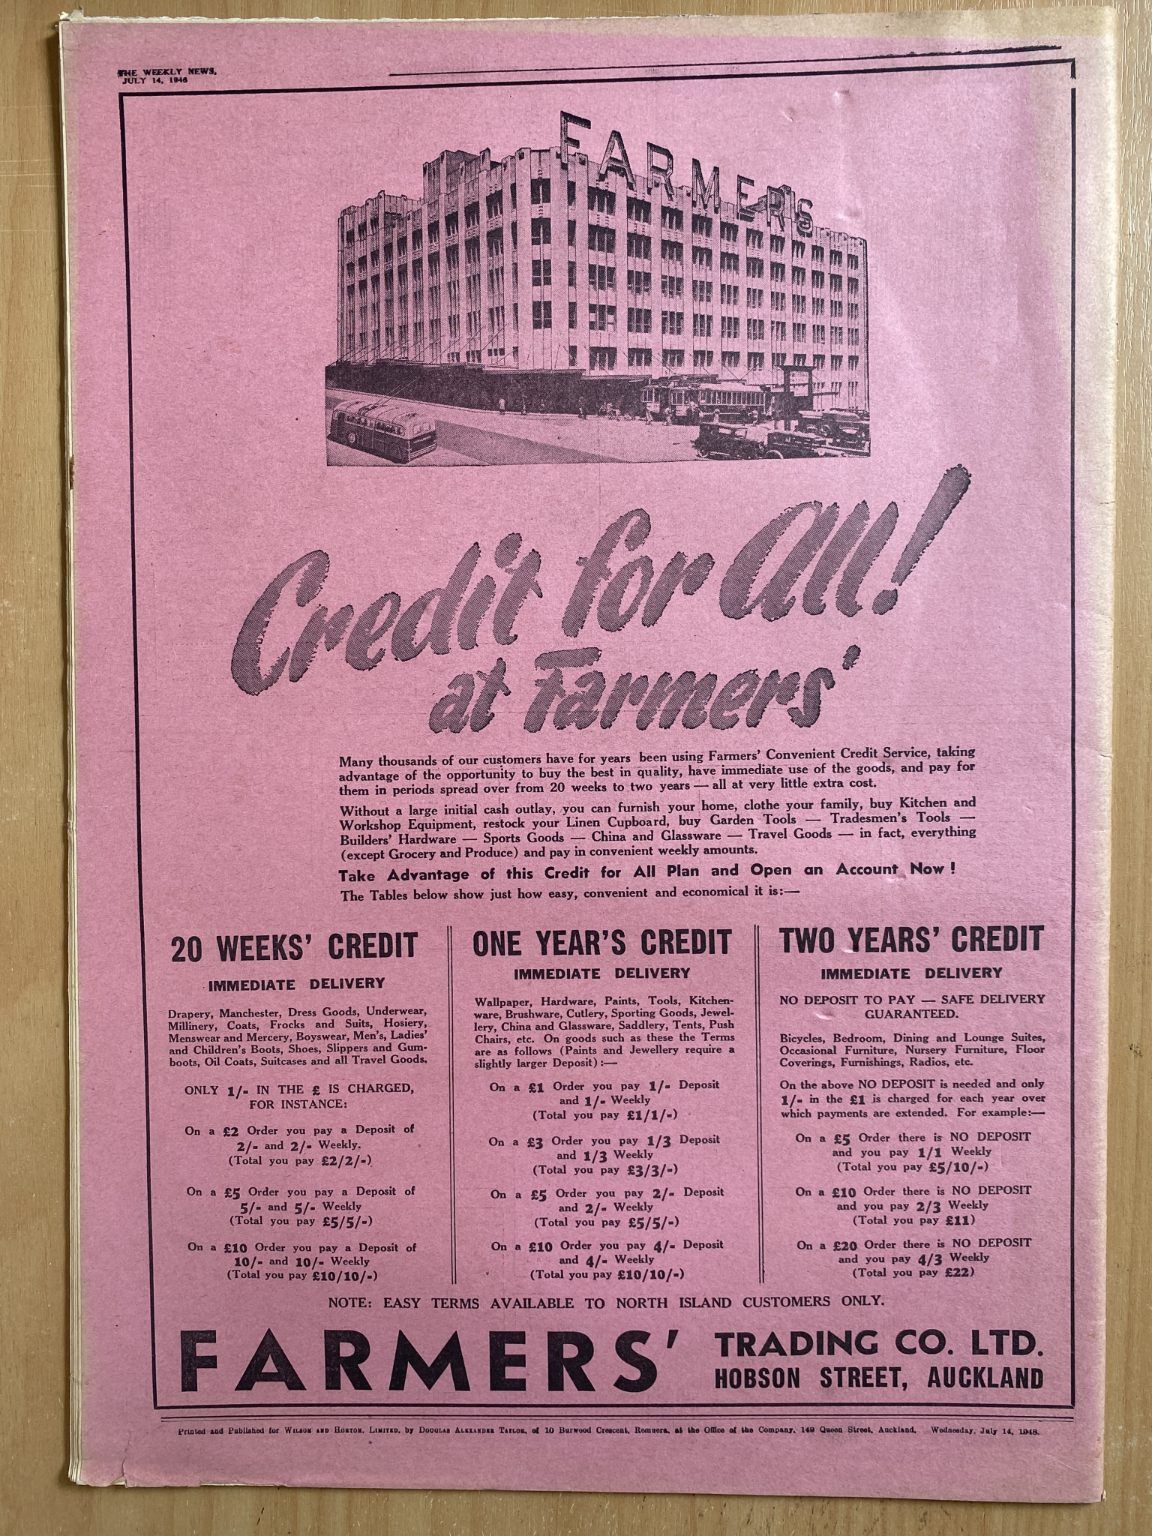 THE WEEKLY NEWS,
JULY 14, 1948
FARMERS
Credit for all!
at Farmers'
Many thousands of our customers have for years been using Farmers' Convenient Credit Service, taking
advantage of the opportunity to buy the best in quality, have immediate use of the goods, and pay for
them in periods spread over from 20 weeks to two years — all at very little extra cost.
Without a large initial cash outlay, you can furnish your home, clothe your family, buy Kitchen and
Workshop Equipment, restock your Linen Cupboard, buy Garden Tools — Tradesmen's Tools —
Builders' Hardware — Sports Goods — China and Glassware — Travel Goods — in fact, everything
(except Grocery and Produce) and pay in convenient weekly amounts.
Take Advantage of this Credit for All Plan and Open an Account Now !
The Tables below show just how easy, convenient and economical it is:—
20 WEEKS' CREDIT
IMMEDIATE DELIVERY
Drapery, Manchester, Dress Goods, Underwear,
Millinery, Coats, Frocks and Suits, Hosiery,
Menswear and Mercery, Boyswear, Men's, Ladies'
and Children's Boots, Shoes, Slippers and Gum-
boots, Oil Coats, Suitcases and all Travel Goods.
ONLY 1/- IN THE £ IS CHARGED,
FOR INSTANCE:
On a £2 Order you pay a Deposit of
2/- and 2/- Weekly.
(Total you pay £2/2/-)
On a £5 Order you pay a Deposit of
5/- and 5/- Weekly
(Total you pay £5/5/-)
On a £10 Order you pay a Deposit of
10/- and 10/- Weekly
(Total you pay £10/10/-)
ONE YEAR'S CREDIT
IMMEDIATE DELIVERY
Wallpaper, Hardware, Paints, Tools, Kitchen-
ware, Brushware, Cutlery, Sporting Goods, Jewel-
lery, China and Glassware, Saddlery, Tents, Push
Chairs, etc. On goods such as these the Terms
are as follows (Paints and Jewellery require a
slightly larger Deposit) :—
On a £1 Order you pay 1/- Deposit
and 1/- Weekly
(Total you pay £1/1/-)
On a £3 Order you pay 1/3 Deposit
and 1/3 Weekly
(Total you pay £3/3/-)
On a £5 Order you pay 2/- Deposit
and 2/- Weekly
(Total you pay £5/5/-)
On a £10 Order you pay 4/- Deposit
and 4/- Weekly
(Total you pay £10/10/-)
TWO YEARS' CREDIT
IMMEDIATE DELIVERY
NO DEPOSIT TO PAY — SAFE DELIVERY
GUARANTEED.
Bicycles, Bedroom, Dining and Lounge Suites,
Occasional Furniture, Nursery Furniture, Floor
Coverings, Furnishings, Radios, etc.
On the above NO DEPOSIT is needed and only
1/- in the £1 is charged for each year over
which payments are extended. For example:—
On a £5 Order there is NO DEPOSIT
and you pay 1/1 Weekly
(Total you pay £5/10/-)
On a £10 Order there is NO DEPOSIT
and you pay 2/3 Weekly
(Total you pay £11)
On a £20 Order there is NO DEPOSIT
and you pay 4/3 Weekly
(Total you pay £22)
NOTE: EASY TERMS AVAILABLE TO NORTH ISLAND CUSTOMERS ONLY.
FARMERS' TRADING CO. LTD.
HOBSON STREET, AUCKLAND
Printed and Published for WILSON AND HORTON, LIMITED, by DOUGLAS ALEXANDER TAYLOR, of 10 Burwood Crescent, Remuera, at the Office of the Company, 149 Queen Street, Auckland. Wednesday, July 14, 1948.